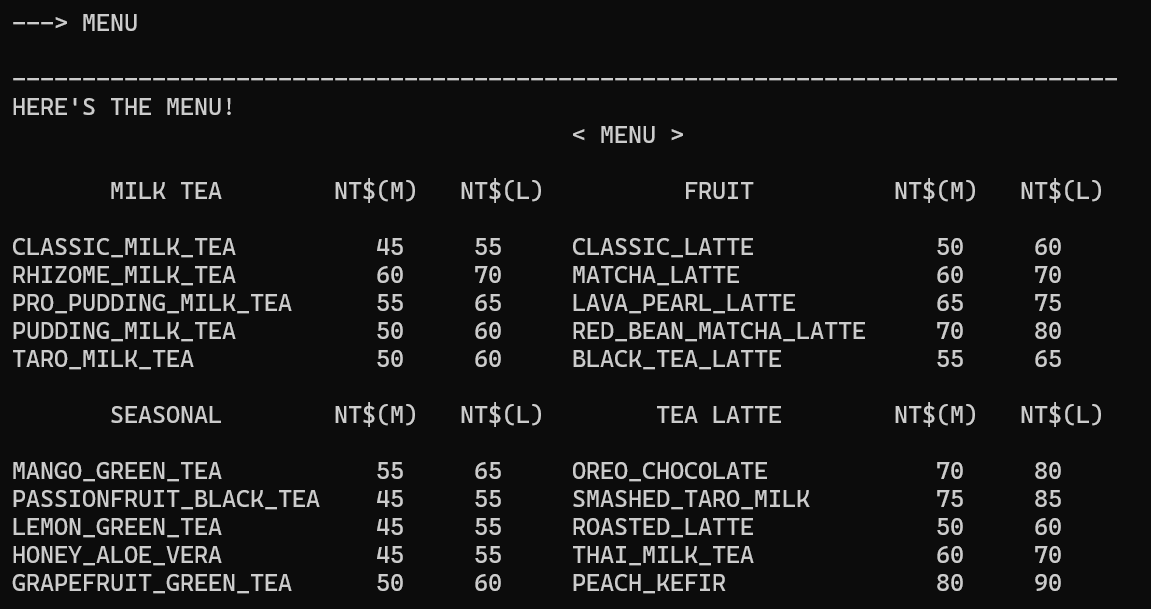 ---> MENU
-------------------------------------------------------------------------------
HERE'S THE MENU!
< MENU >
MILK TEA NT$(M) NT$(L) FRUIT NT$(M) NT$(L)
CLASSIC_MILK_TEA 45 55 CLASSIC_LATTE 50 60
RHIZOME_MILK_TEA 60 70 MATCHA_LATTE 60 70
PRO_PUDDING_MILK_TEA 55 65 LAVA_PEARL_LATTE 65 75
PUDDING_MILK_TEA 50 60 RED_BEAN_MATCHA_LATTE 70 80
TARO_MILK_TEA 50 60 BLACK_TEA_LATTE 55 65
SEASONAL NT$(M) NT$(L) TEA LATTE NT$(M) NT$(L)
MANGO_GREEN_TEA 55 65 OREO_CHOCOLATE 70 80
PASSIONFRUIT_BLACK_TEA 45 55 SMASHED_TARO_MILK 75 85
LEMON_GREEN_TEA 45 55 ROASTED_LATTE 50 60
HONEY_ALOE_VERA 45 55 THAI_MILK_TEA 60 70
GRAPEFRUIT_GREEN_TEA 50 60 PEACH_KEFIR 80 90